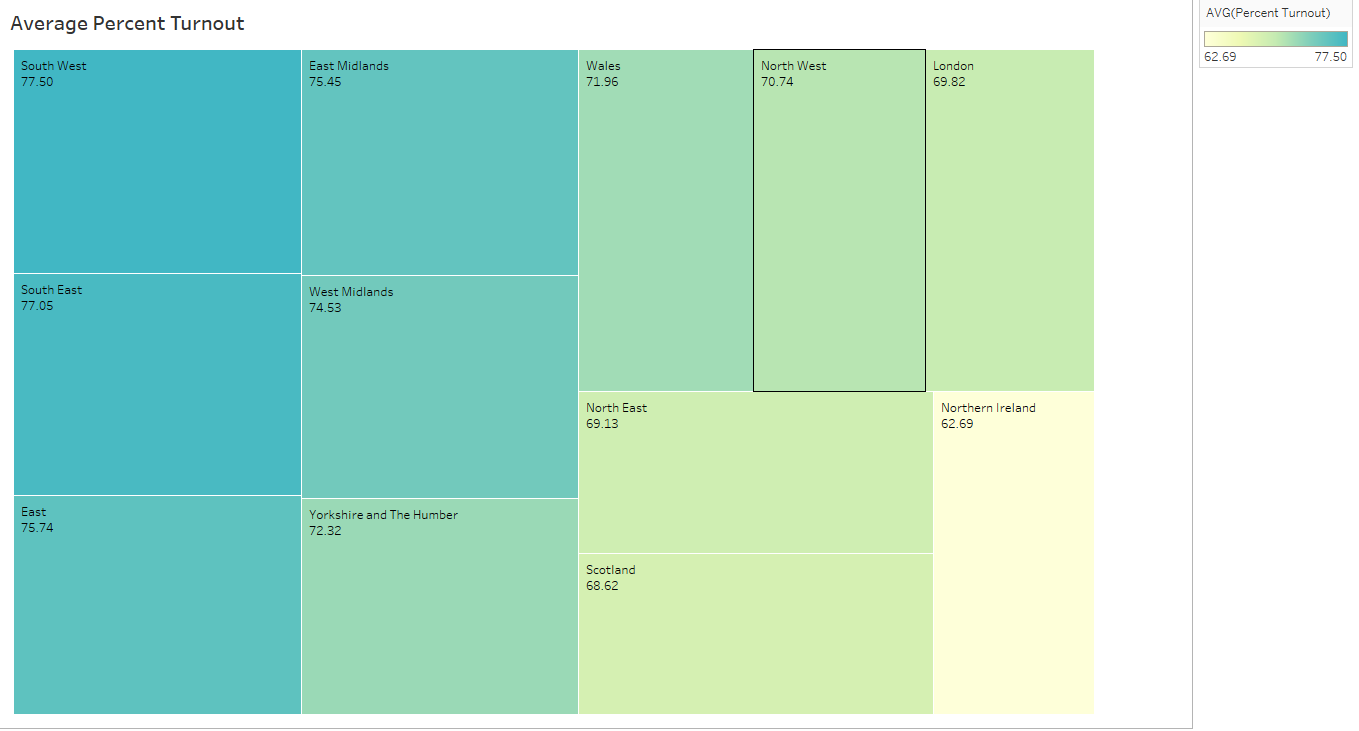 Average Percent Turnout
South West
77.50
South East
77.05
East
75.74
East Midlands
75.45
West Midlands
74.53
Yorkshire and The Humber
72.32
Wales
71.96
North West
70.74
London
69.82
North East
69.13
Scotland
68.62
Northern Ireland
62.69
AVG(Percent Turnout)
62.69 77.50